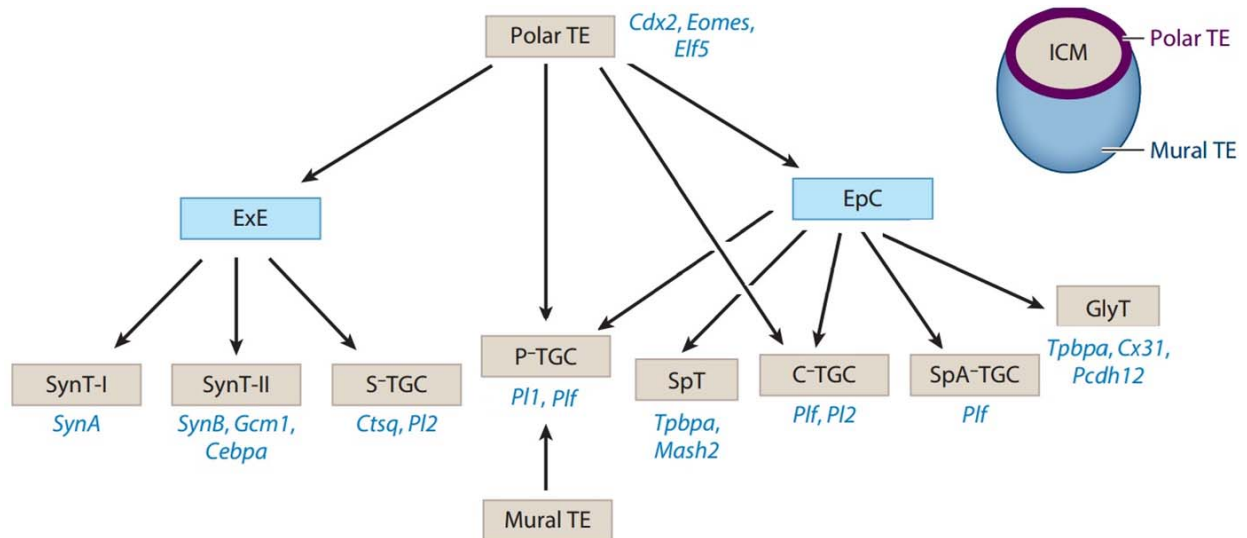 Polar TE
Cdx2, Eomes,
Elf5
ICM
Polar TE
Mural TE
ExE
EpC
SynT-I
SynA
SynT-II
SynB, Gcm1,
Cebpa
S-TGC
Ctsq, Pl2
P-TGC
Pl1, Plf
SpT
Tpbpa,
Mash2
C-TGC
Plf, Pl2
SpA-TGC
Plf
GlyT
Tpbpa, Cx31,
Pcdh12
Mural TE